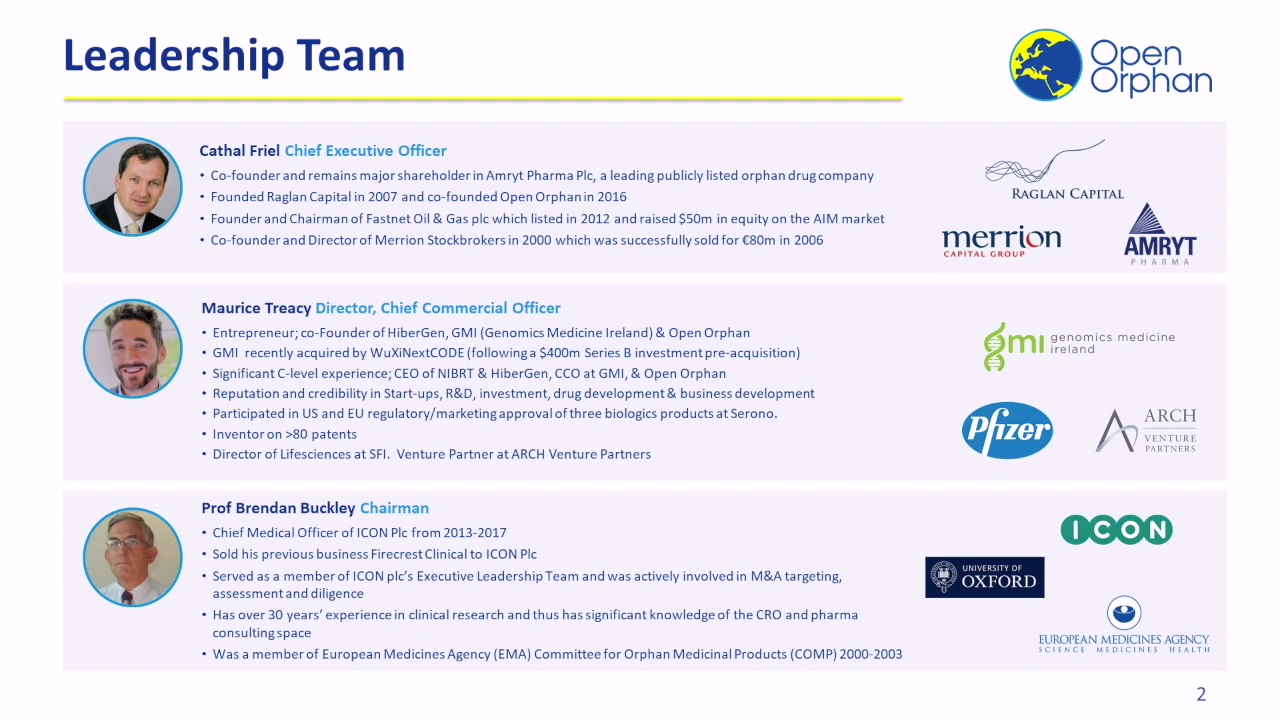 Leadership Team
Open
Orphan
Cathal Friel Chief Executive Officer
• Co-founder and remains major shareholder in Amryt Pharma Plc, a leading publicly listed orphan drug company
• Founded Raglan Capital in 2007 and co-founded Open Orphan in 2016
• Founder and Chairman of Fastnet Oil & Gas plc which listed in 2012 and raised $50m in equity on the AIM market
• Co-founder and Director of Merrion Stockbrokers in 2000 which was successfully sold for €80m in 2006
RAGLAN CAPITAL
merrion
CAPITAL GROUP
AMRYT
PHARMA
Maurice Treacy Director, Chief Commercial Officer
• Entrepreneur; co-Founder of HiberGen, GMI (Genomics Medicine Ireland) & Open Orphan
• GMI recently acquired by WuXiNextCODE (following a $400m Series B investment pre-acquisition)
• Significant C-level experience; CEO of NIBRT & HiberGen, CCO at GMI, & Open Orphan
• Reputation and credibility in Start-ups, R&D, investment, drug development & business development
• Participated in US and EU regulatory/marketing approval of three biologics products at Serono.
• Inventor on >80 patents
• Director of Lifesciences at SFI. Venture Partner at ARCH Venture Partners
gmi genomics medicine
ireland
Pfizer
ARCH
VENTURE
PARTNERS
Prof Brendan Buckley Chairman
• Chief Medical Officer of ICON Plc from 2013-2017
• Sold his previous business Firecrest Clinical to ICON Plc
• Served as a member of ICON plc's Executive Leadership Team and was actively involved in M&A targeting,
assessment and diligence
• Has over 30 years' experience in clinical research and thus has significant knowledge of the CRO and pharma
consulting space
• Was a member of European Medicines Agency (EMA) Committee for Orphan Medicinal Products (COMP) 2000-2003
ICON
UNIVERSITY OF
OXFORD
EUROPEAN MEDICINES AGENCY
SCIENCE MEDICINES HEALTH
2